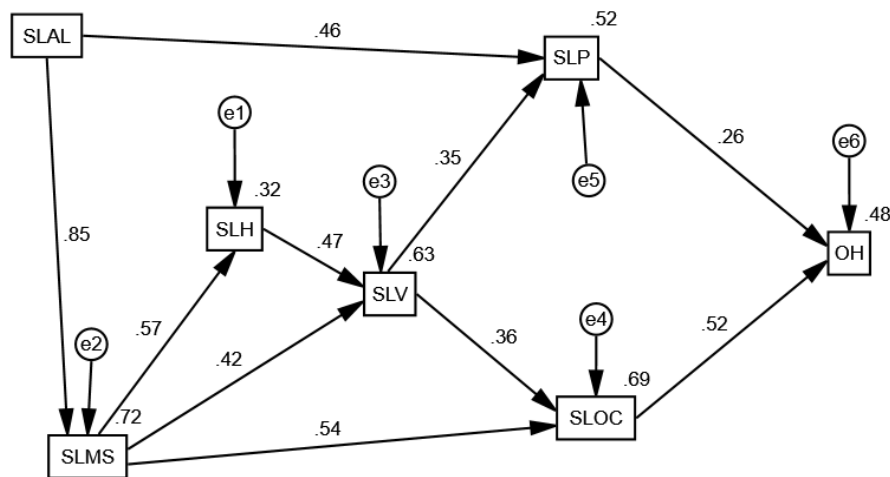 SLAL
.46
.52
SLP
e1
.35
e5
.26
e6
.32
e3
SLH
.47
.48
OH
.85
.63
SLV
.57
e2
.42
.36
e4
.52
.69
.72
.54
SLOC
SLMS